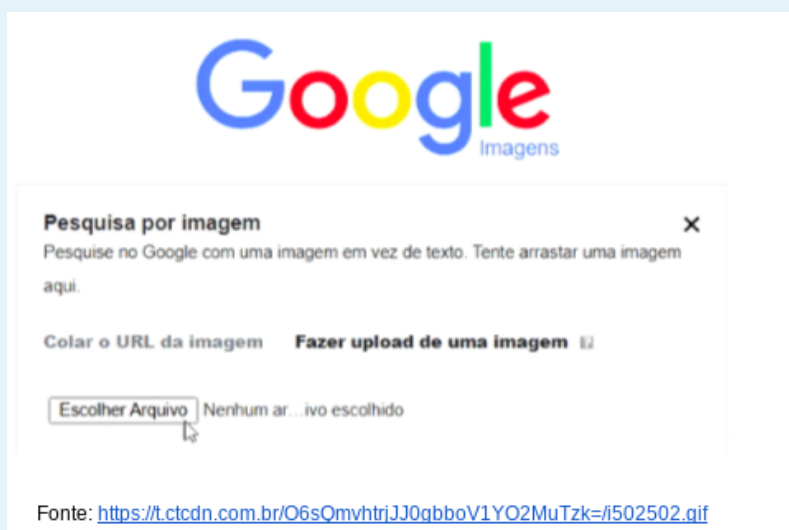 Google
Imagens
Pesquisa por imagem
Pesquise no Google com uma imagem em vez de texto. Tente arrastar uma imagem
aqui.
Colar o URL da imagem Fazer upload de uma imagem
Escolher Arquivo Nenhum ar...ivo escolhido
Fonte: https://t.ctcdn.com.br/O6sQmvhtrjJJ0gbboV1YO2MuTzk=/i502502.gif